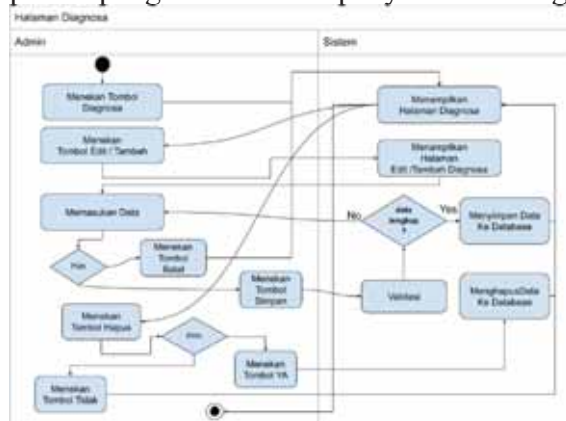 Halaman Diagnosa
Admin
Sistem
Menekan Tombol
Diagnosa
Menampilkan
Halaman Diagnosa
Menekan
Tombol Edit / Tambah
Menampilkan
Halaman
Edit /Tambah Diagnosa
Memasukan Data
No
data
lengkap
?
Yes
Menyimpan Data
Ke Database
Menekan
Tombol
Batal
Menekan
Tombol
Simpan
Validasi
MenghapusData
Ke Database
Menekan
Tombol Hapus
Menekan
Tombol YA
Menekan
Tombol Tidak